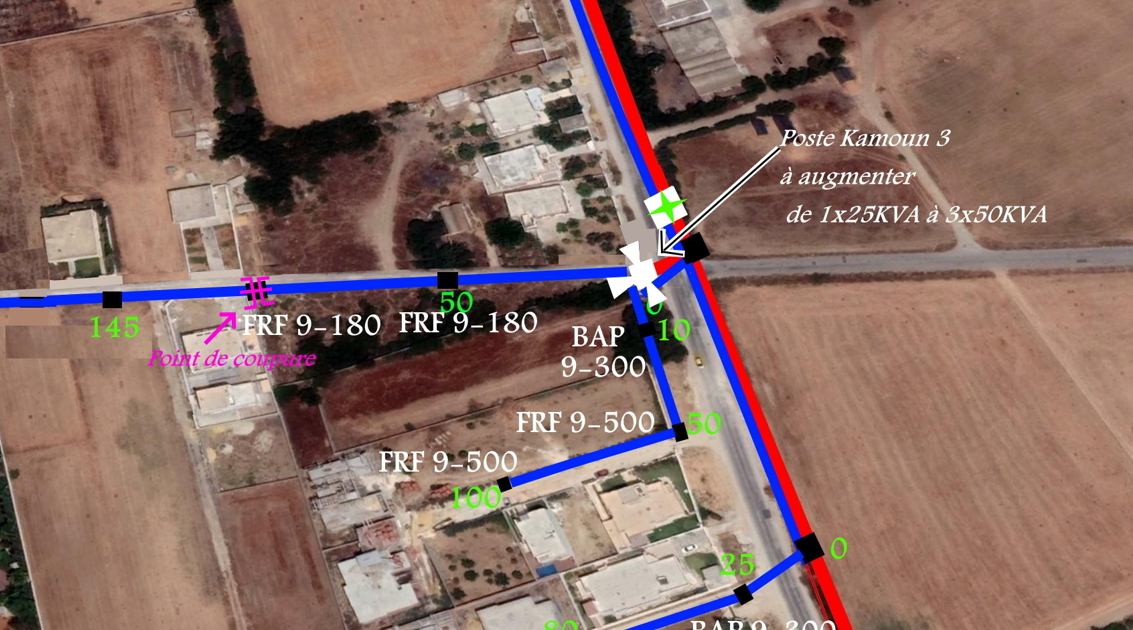 Poste Kamoun 3
à augmenter
de 1x25KVA à 3x50KVA
0
50
145
FRF 9-180
FRF 9-180
Point de coupure
BAP
9-300
10
FRF 9-500
50
FRF 9-500
100
0
25
80
BAP 9-300